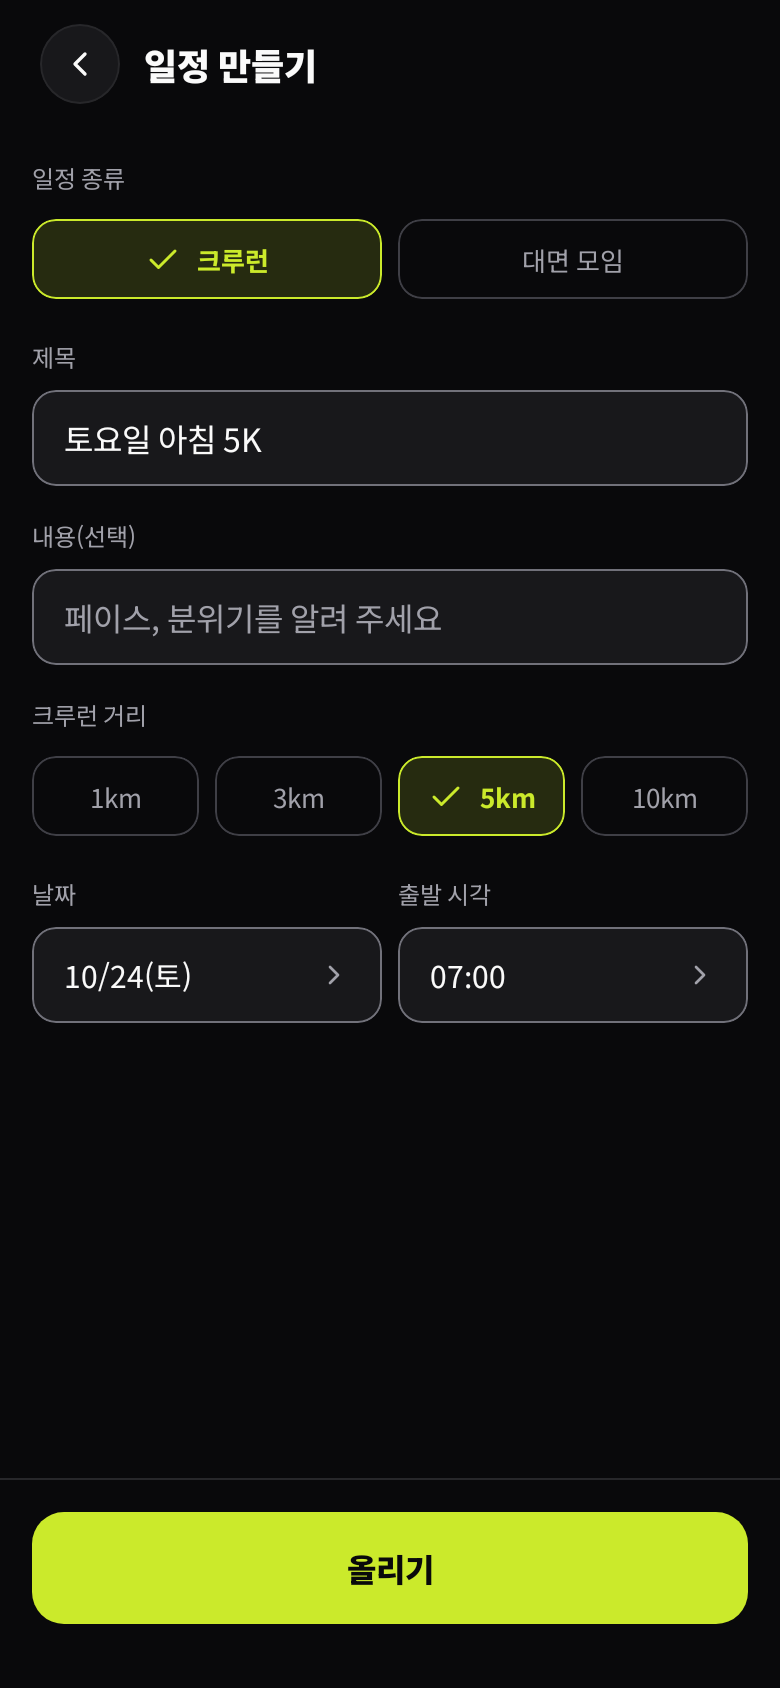 일정 만들기
일정 종류
크루런
대면 모임
제목
토요일 아침 5K
내용(선택)
페이스, 분위기를 알려 주세요
크루런 거리
1km
3km
5km
10km
날짜
출발 시각
10/24(토)
07:00
올리기